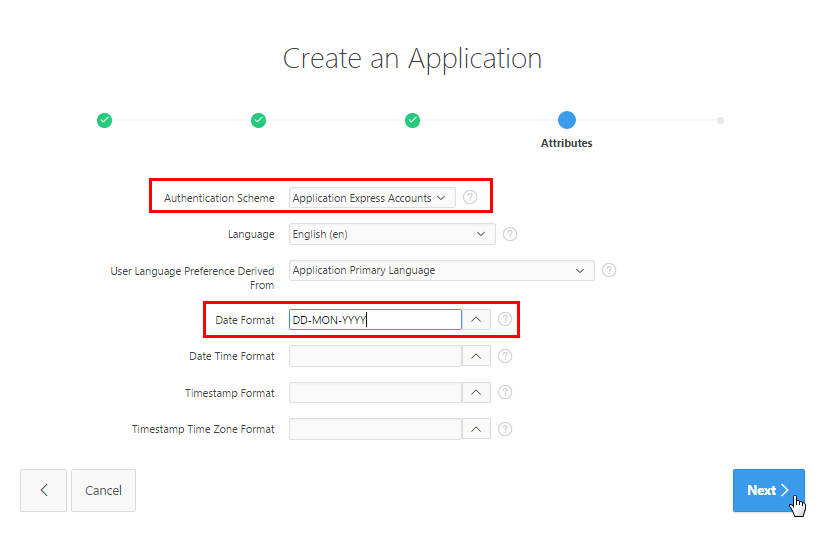 Create an Application
Attributes
Authentication Scheme Application Express Accounts ?
Language English (en) ?
User Language Preference Derived
From Application Primary Language ?
Date Format DD-MON-YYYY ?
Date Time Format ?
Timestamp Format ?
Timestamp Time Zone Format ?
Cancel Next